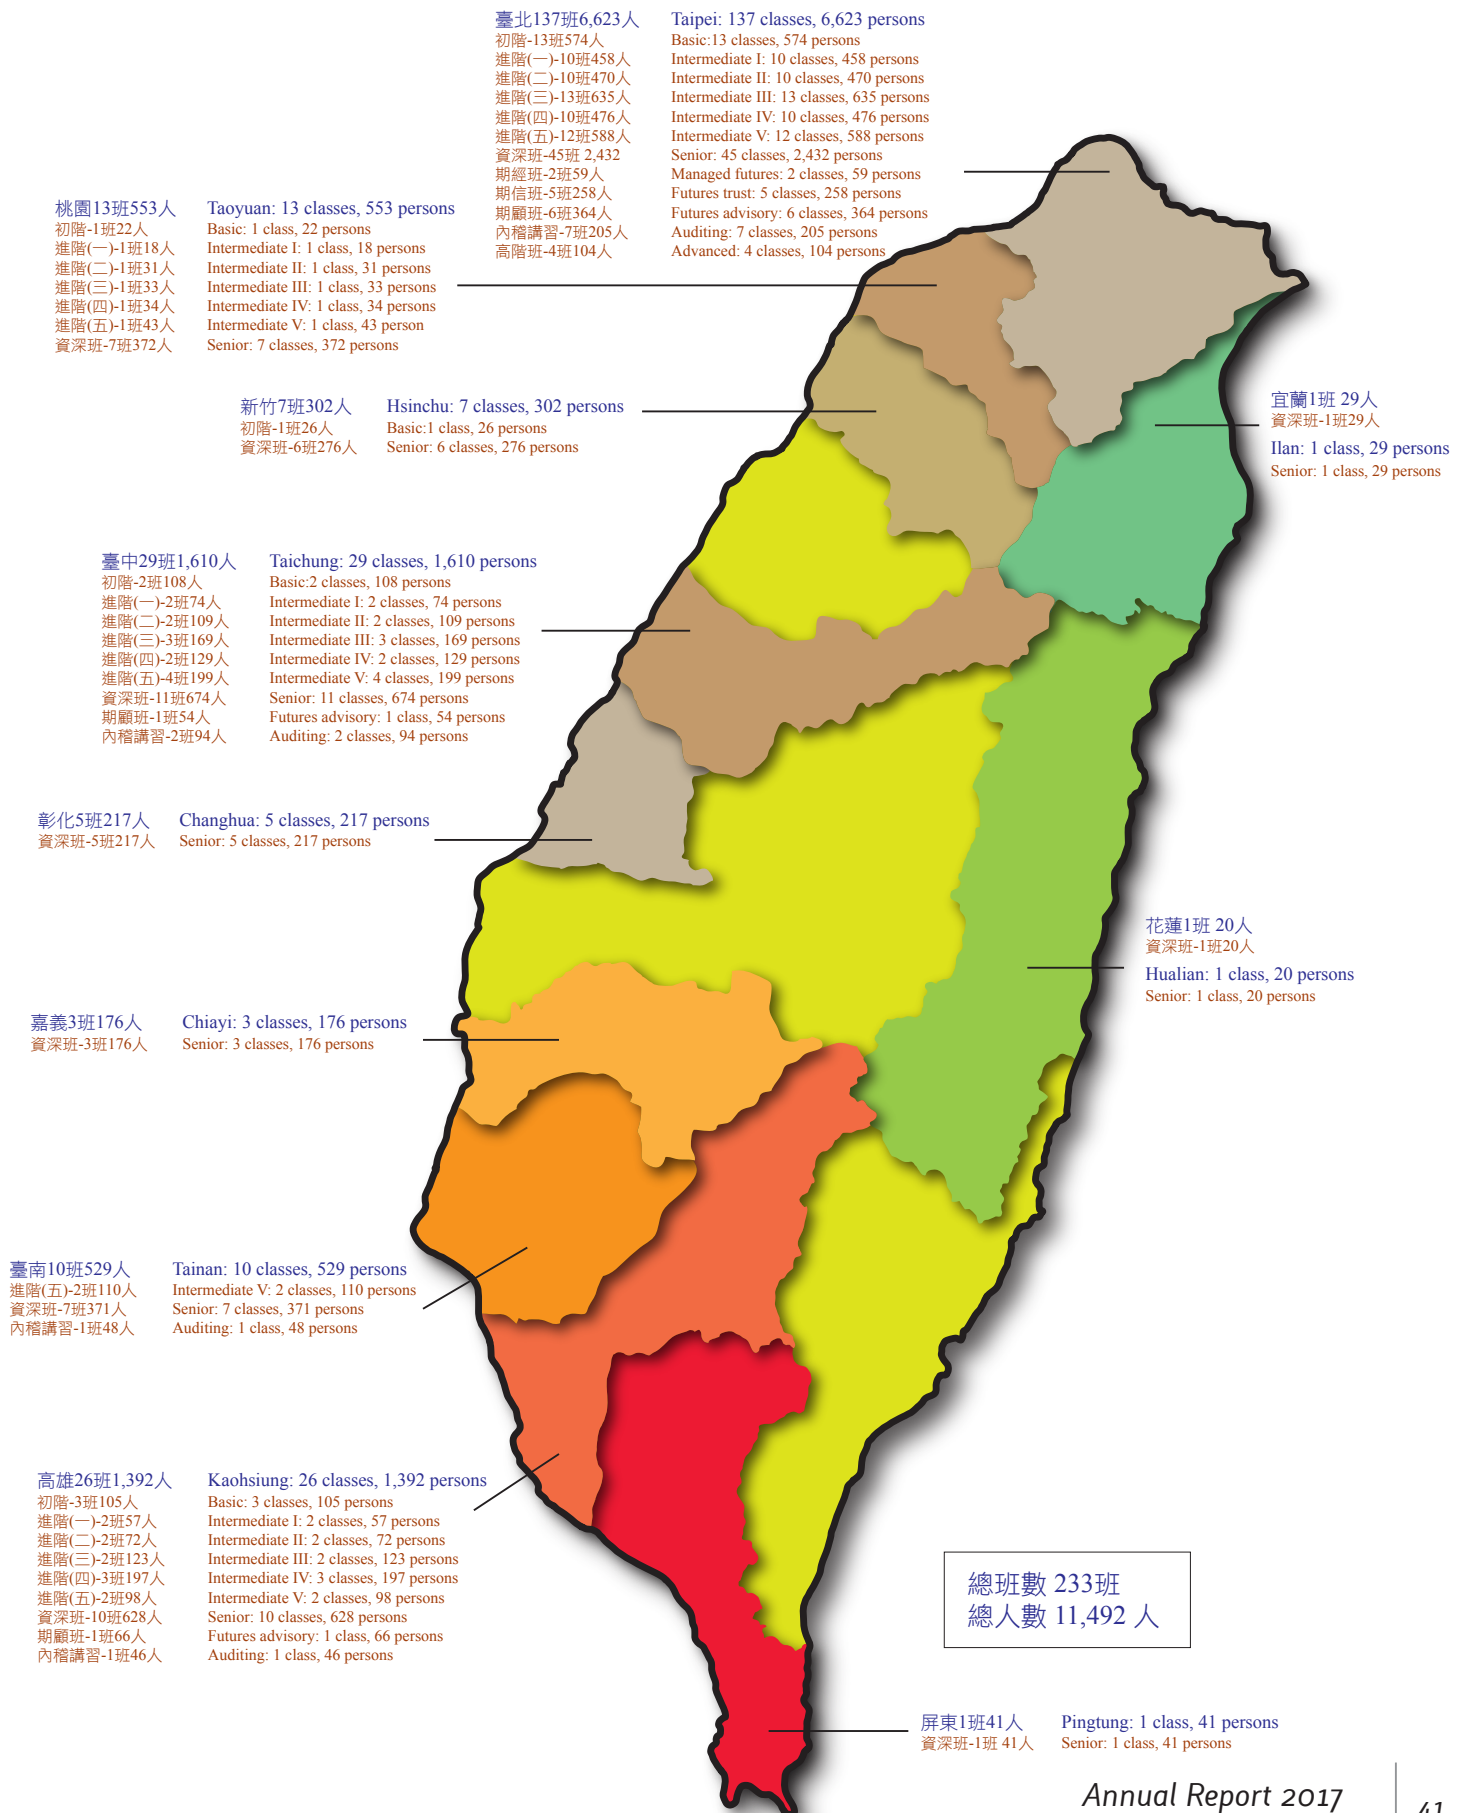 臺北137班6,623人 Taipei: 137 classes, 6,623 persons
初階-13班574人 Basic:13 classes, 574 persons
進階(一)-10班458人 Intermediate I: 10 classes, 458 persons
進階(二)-10班470人 Intermediate II: 10 classes, 470 persons
進階(三)-13班635人 Intermediate III: 13 classes, 635 persons
進階(四)-10班476人 Intermediate IV: 10 classes, 476 persons
進階(五)-12班588人 Intermediate V: 12 classes, 588 persons
資深班-45班 2,432 Senior: 45 classes, 2,432 persons
期經班-2班59人 Managed futures: 2 classes, 59 persons
期信班-5班258人 Futures trust: 5 classes, 258 persons
期顧班-6班364人 Futures advisory: 6 classes, 364 persons
內稽講習-7班205人 Auditing: 7 classes, 205 persons
高階班-4班104人 Advanced: 4 classes, 104 persons
桃園13班553人 Taoyuan: 13 classes, 553 persons
初階-1班22人 Basic: 1 class, 22 persons
進階(一)-1班18人 Intermediate I: 1 class, 18 persons
進階(二)-1班31人 Intermediate II: 1 class, 31 persons
進階(三)-1班33人 Intermediate III: 1 class, 33 persons
進階(四)-1班34人 Intermediate IV: 1 class, 34 persons
進階(五)-1班43人 Intermediate V: 1 class, 43 person
資深班-7班372人 Senior: 7 classes, 372 persons
新竹7班302人 Hsinchu: 7 classes, 302 persons
初階-1班26人 Basic:1 class, 26 persons
資深班-6班276人 Senior: 6 classes, 276 persons
宜蘭1班 29人
資深班-1班29人
Ilan: 1 class, 29 persons
Senior: 1 class, 29 persons
臺中29班1,610人 Taichung: 29 classes, 1,610 persons
初階-2班108人 Basic:2 classes, 108 persons
進階(一)-2班74人 Intermediate I: 2 classes, 74 persons
進階(二)-2班109人 Intermediate II: 2 classes, 109 persons
進階(三)-3班169人 Intermediate III: 3 classes, 169 persons
進階(四)-2班129人 Intermediate IV: 2 classes, 129 persons
進階(五)-4班199人 Intermediate V: 4 classes, 199 persons
資深班-11班674人 Senior: 11 classes, 674 persons
期顧班-1班54人 Futures advisory: 1 class, 54 persons
內稽講習-2班94人 Auditing: 2 classes, 94 persons
彰化5班217人 Changhua: 5 classes, 217 persons
資深班-5班217人 Senior: 5 classes, 217 persons
花蓮1班 20人
資深班-1班20人
Hualian: 1 class, 20 persons
Senior: 1 class, 20 persons
嘉義3班176人 Chiayi: 3 classes, 176 persons
資深班-3班176人 Senior: 3 classes, 176 persons
臺南10班529人 Tainan: 10 classes, 529 persons
進階(五)-2班110人 Intermediate V: 2 classes, 110 persons
資深班-7班371人 Senior: 7 classes, 371 persons
內稽講習-1班48人 Auditing: 1 class, 48 persons
高雄26班1,392人 Kaohsiung: 26 classes, 1,392 persons
初階-3班105人 Basic: 3 classes, 105 persons
進階(一)-2班57人 Intermediate I: 2 classes, 57 persons
進階(二)-2班72人 Intermediate II: 2 classes, 72 persons
進階(三)-2班123人 Intermediate III: 2 classes, 123 persons
進階(四)-3班197人 Intermediate IV: 3 classes, 197 persons
進階(五)-2班98人 Intermediate V: 2 classes, 98 persons
資深班-10班628人 Senior: 10 classes, 628 persons
期顧班-1班66人 Futures advisory: 1 class, 66 persons
內稽講習-1班46人 Auditing: 1 class, 46 persons
總班數 233班
總人數 11,492 人
屏東1班41人 Pingtung: 1 class, 41 persons
資深班-1班 41人 Senior: 1 class, 41 persons
Annual Report 2017
41